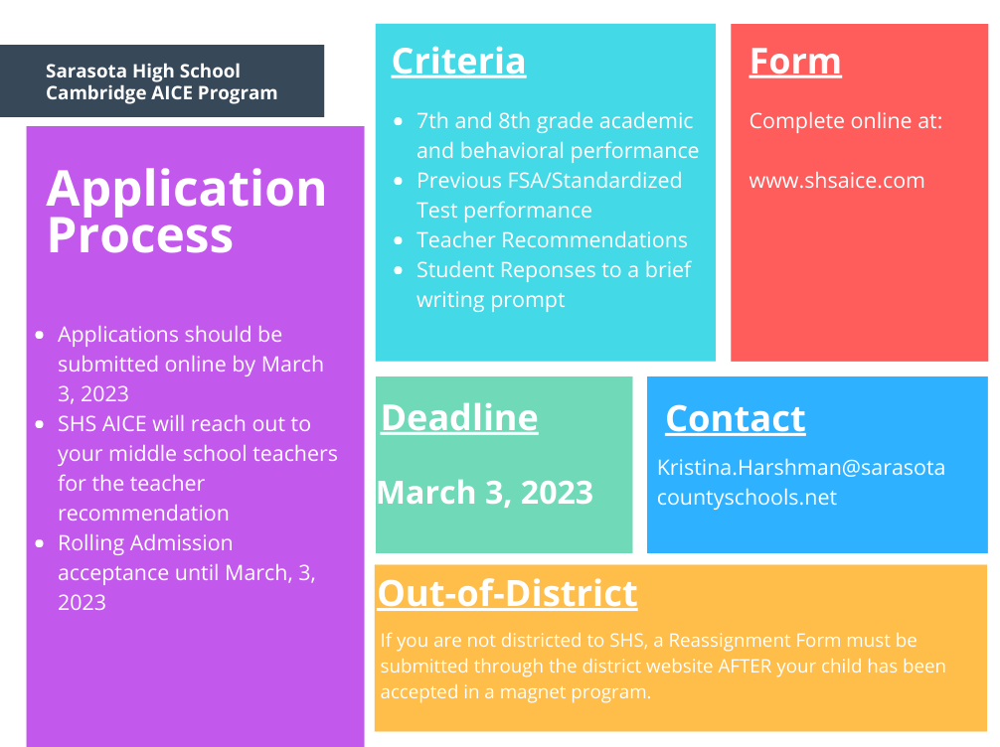 Sarasota High School
Cambridge AICE Program
Application
Process
• Applications should be
submitted online by March
3, 2023
• SHS AICE will reach out to
your middle school teachers
for the teacher
recommendation
• Rolling Admission
acceptance until March, 3,
2023
Criteria
• 7th and 8th grade academic
and behavioral performance
• Previous FSA/Standardized
Test performance
• Teacher Recommendations
• Student Reponses to a brief
writing prompt
Form
Complete online at:
www.shsaice.com
Deadline
March 3, 2023
Contact
Kristina.Harshman@sarasota
countyschools.net
Out-of-District
If you are not districted to SHS, a Reassignment Form must be
submitted through the district website AFTER your child has been
accepted in a magnet program.